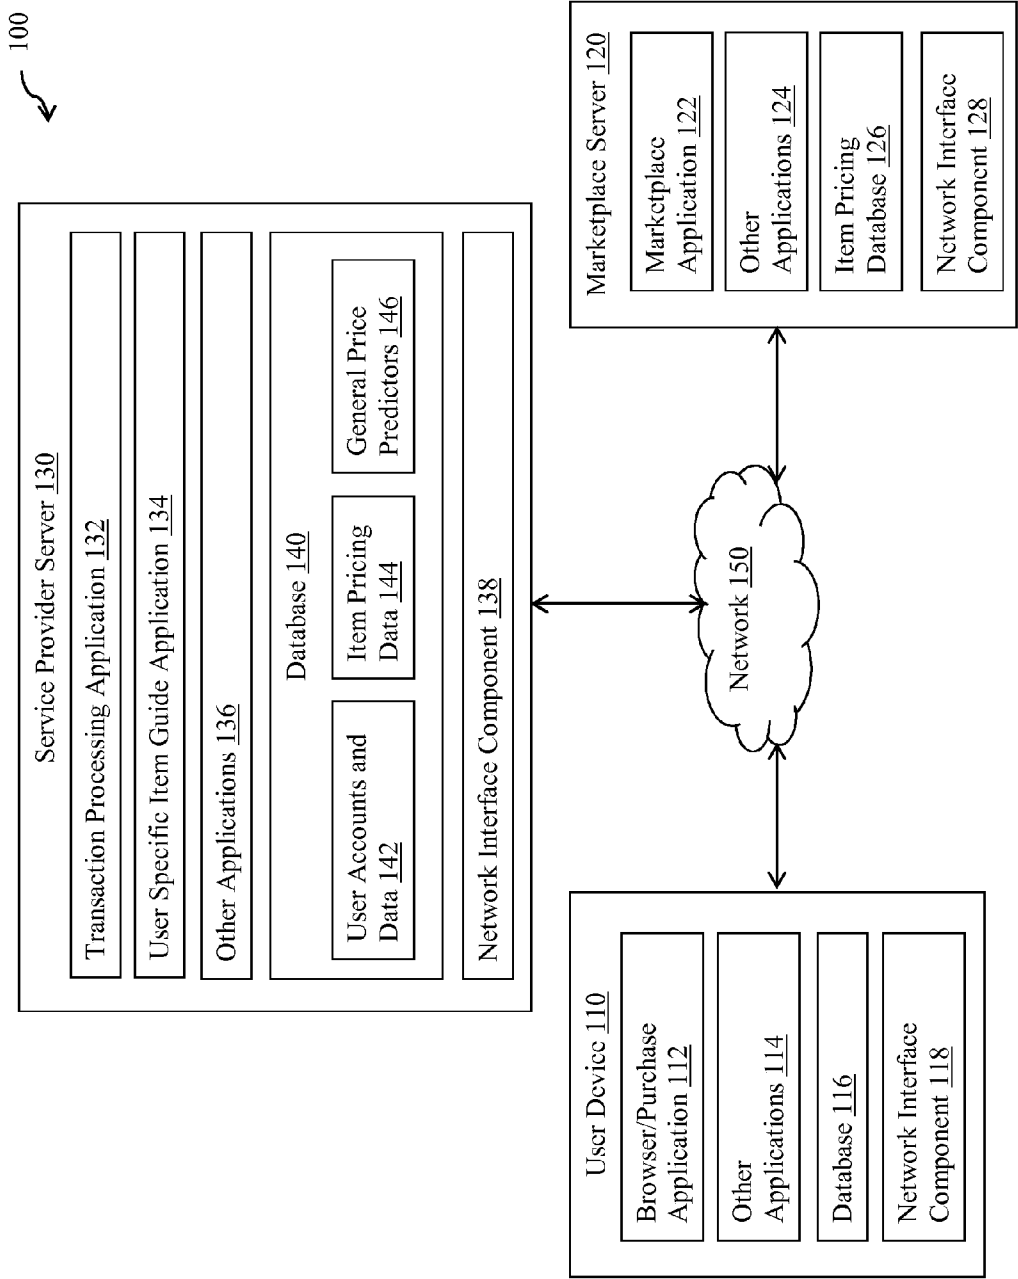 100
Service Provider Server 130
Transaction Processing Application 132
User Specific Item Guide Application 134
Other Applications 136
Database 140
User Accounts and
Data 142
Item Pricing
Data 144
General Price
Predictors 146
Network Interface Component 138
Network 150
User Device 110
Browser/Purchase
Application 112
Other
Applications 114
Database 116
Network Interface
Component 118
Marketplace Server 120
Marketplace
Application 122
Other
Applications 124
Item Pricing
Database 126
Network Interface
Component 128